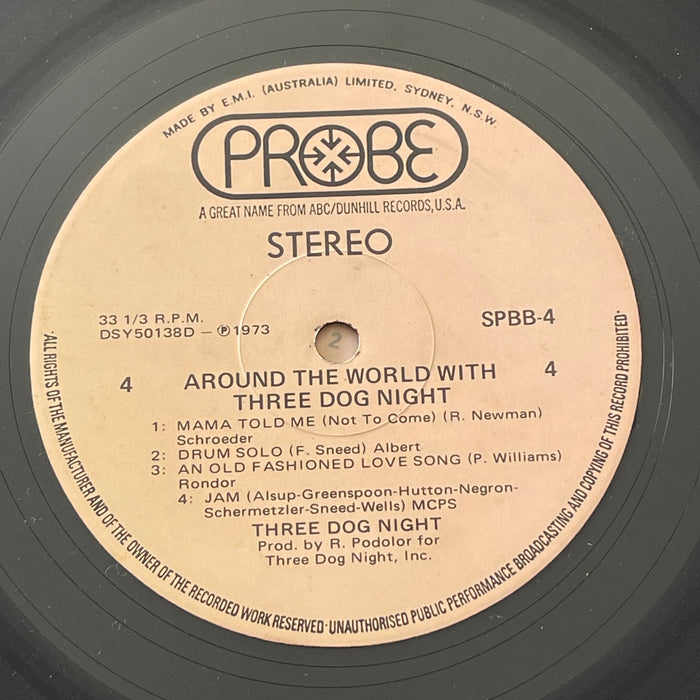 MADE BY E.M.I. (AUSTRALIA) LIMITED, SYDNEY, N.S.W.
PROBE
A GREAT NAME FROM ABC/DUNHILL RECORDS, U.S.A.
STEREO
33 1/3 R.P.M.
DSY50138D – ℗ 1973
SPBB-4
2
4 AROUND THE WORLD WITH 4
THREE DOG NIGHT
1: MAMA TOLD ME (Not To Come) (R. Newman)
Schroeder
2: DRUM SOLO (F. Sneed) Albert
3: AN OLD FASHIONED LOVE SONG (P. Williams)
Rondor
4: JAM (Alsup-Greenspoon-Hutton-Negron-
Schermetzler-Sneed-Wells) MCPS
THREE DOG NIGHT
Prod. by R. Podolor for
Three Dog Night, Inc.
ALL RIGHTS OF THE MANUFACTURER AND OF THE OWNER OF THE RECORDED WORK RESERVED·UNAUTHORISED PUBLIC PERFORMANCE BROADCASTING AND COPYING OF THIS RECORD PROHIBITED·